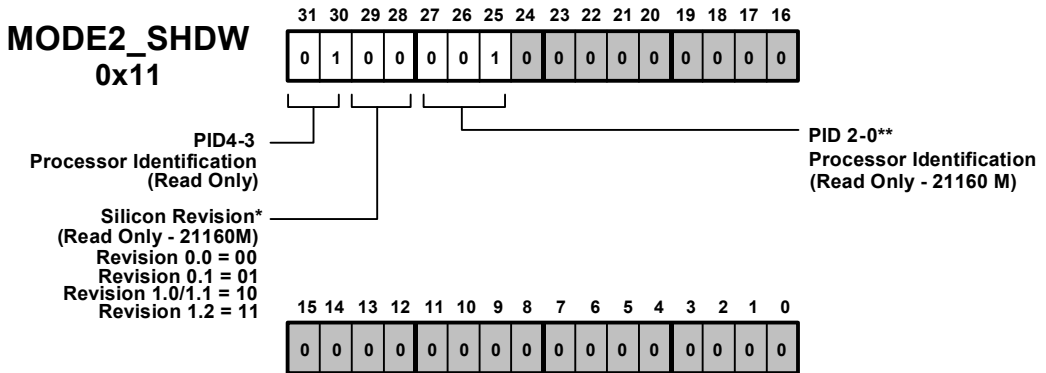 MODE2_SHDW
0x11
31 30 29 28 27 26 25 24 23 22 21 20 19 18 17 16
0 1 0 0 0 0 1 0 0 0 0 0 0 0 0 0
PID4-3
Processor Identification
(Read Only)
PID 2-0**
Processor Identification
(Read Only - 21160 M)
Silicon Revision*
(Read Only - 21160M)
Revision 0.0 = 00
Revision 0.1 = 01
Revision 1.0/1.1 = 10
Revision 1.2 = 11
15 14 13 12 11 10 9 8 7 6 5 4 3 2 1 0
0 0 0 0 0 0 0 0 0 0 0 0 0 0 0 0